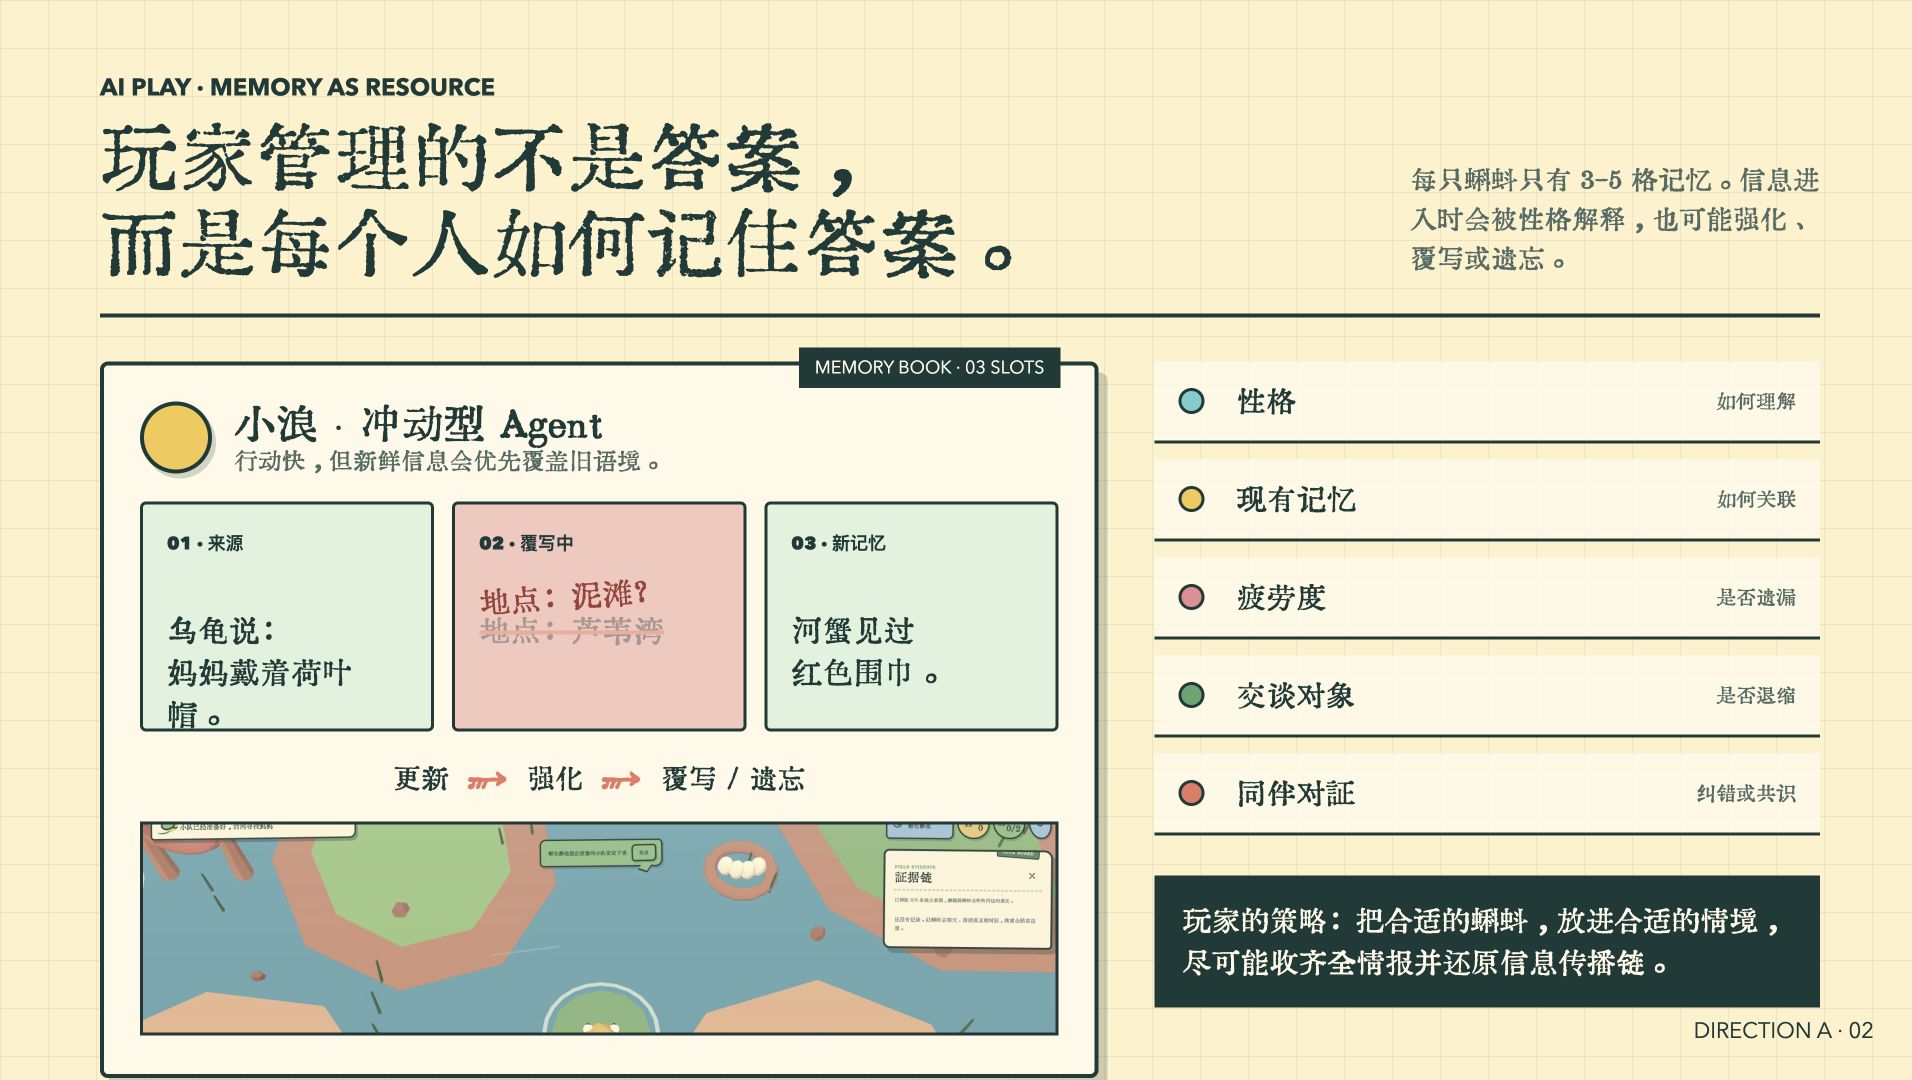 AI PLAY · MEMORY AS RESOURCE
玩家管理的不是答案，
而是每个人如何记住答案。
每只蝌蚪只有 3-5 格记忆。信息进
入时会被性格解释，也可能强化、
覆写或遗忘。
MEMORY BOOK · 03 SLOTS
小浪 · 冲动型 Agent
行动快，但新鲜信息会优先覆盖旧语境。
01 · 来源
乌龟说：
妈妈戴着荷叶
帽。
02 · 覆写中
地点：泥滩？
地点：芦苇湾
03 · 新记忆
河蟹见过
红色围巾。
更新 强化 覆写 / 遗忘
FIELD EVIDENCE
証据链
0
0/2
性格 如何理解
现有记忆 如何关联
疲劳度 是否遗漏
交谈对象 是否退缩
同伴对証 纠错或共识
玩家的策略：把合适的蝌蚪，放进合适的情境，
尽可能收齐全情报并还原信息传播链。
DIRECTION A · 02